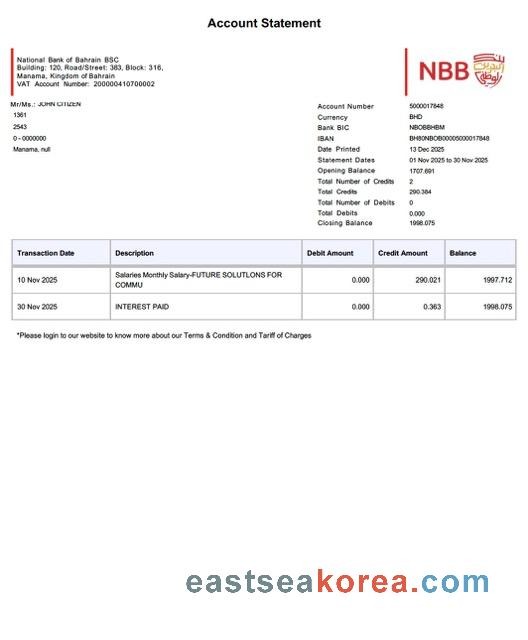 Account Statement
National Bank of Bahrain BSC
Building: 120, Road/Street: 383, Block: 316,
Manama, Kingdom of Bahrain
VAT Account Number: 200000410700002
NBB
Mr/Ms.: JOHN CITIZEN
1361
2543
0 - 0000000
Manama, null
Account Number 5000017848
Currency BHD
Bank BIC NBOBBHBM
IBAN BH80NBOB00005000017848
Date Printed 13 Dec 2025
Statement Dates 01 Nov 2025 to 30 Nov 2025
Opening Balance 1707.691
Total Number of Credits 2
Total Credits 290.384
Total Number of Debits 0
Total Debits 0.000
Closing Balance 1998.075
Transaction Date Description Debit Amount Credit Amount Balance
10 Nov 2025 Salaries Monthly Salary-FUTURE SOLUTLONS FOR COMMU 0.000 290.021 1997.712
30 Nov 2025 INTEREST PAID 0.000 0.363 1998.075
*Please login to our website to know more about our Terms & Condition and Tariff of Charges
eastseakorea.com